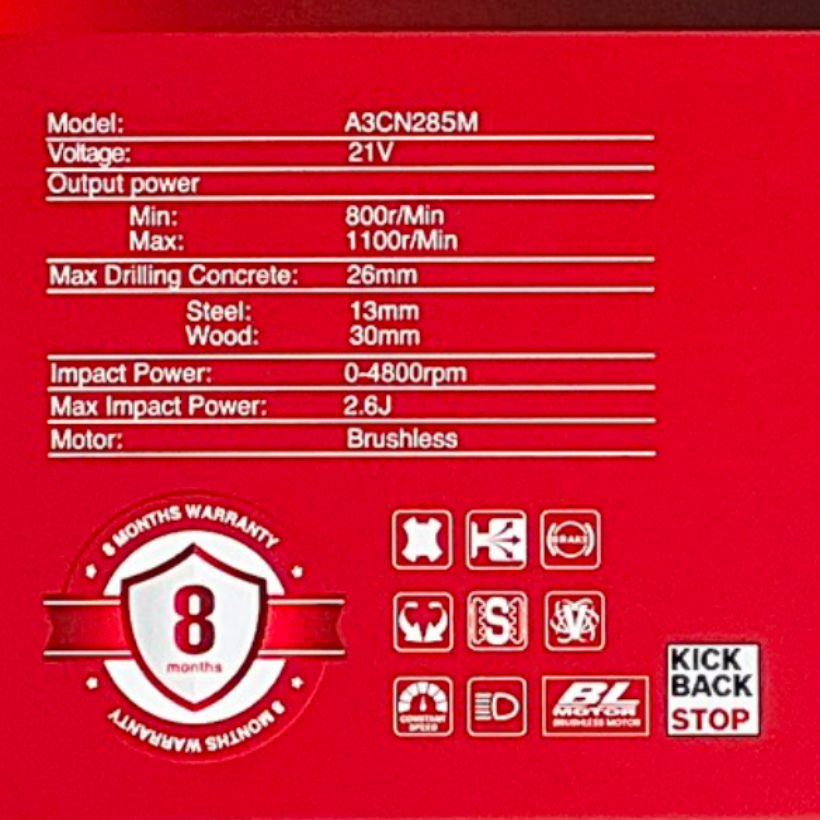 Model: A3CN285M
Voltage: 21V
Output power
Min: 800r/Min
Max: 1100r/Min
Max Drilling Concrete: 26mm
Steel: 13mm
Wood: 30mm
Impact Power: 0-4800rpm
Max Impact Power: 2.6J
Motor: Brushless
8 MONTHS WARRANTY
8
months
8 MONTHS WARRANTY
BRAKE
S
V
CONSTANT
SPEED
BL
MOTOR
BRUSHLESS MOTOR
KICK
BACK
STOP